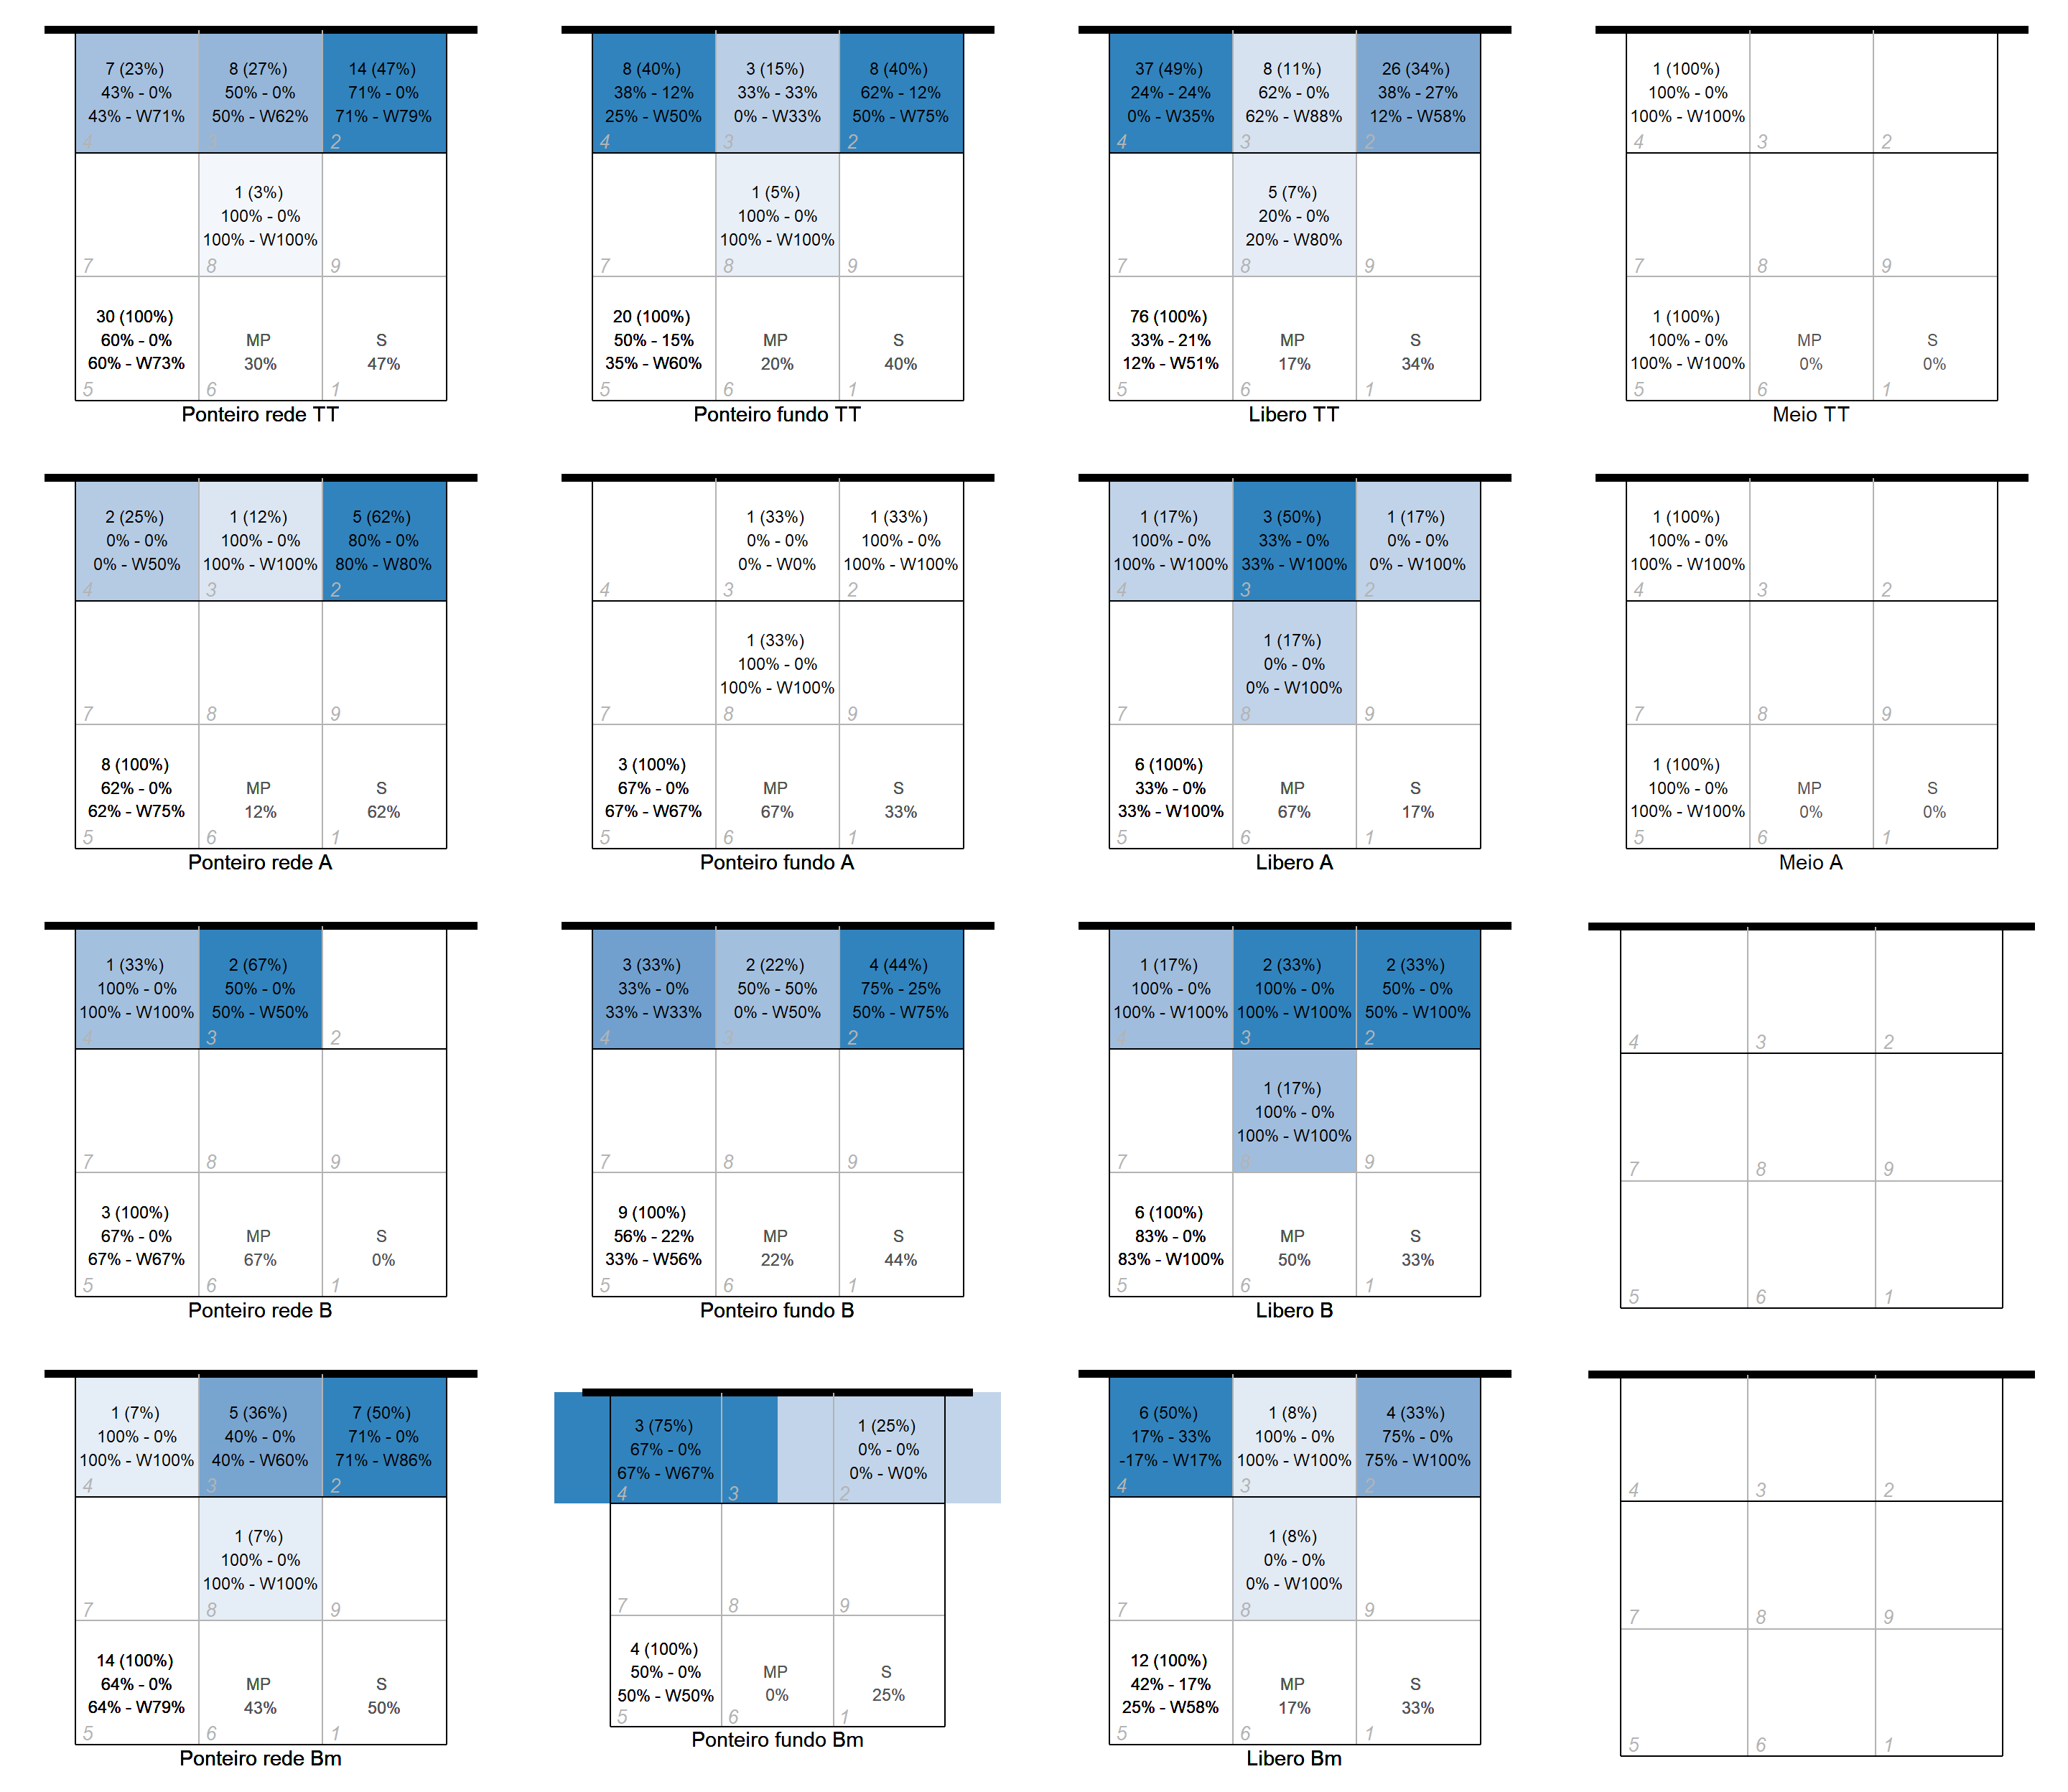 7 (23%)
43% - 0%
43% - W71%
4
8 (27%)
50% - 0%
50% - W62%
3
14 (47%)
71% - 0%
71% - W79%
2
7
1 (3%)
100% - 0%
100% - W100%
8
9
30 (100%)
60% - 0%
60% - W73%
5
MP
30%
6
S
47%
1
Ponteiro rede TT
8 (40%)
38% - 12%
25% - W50%
4
3 (15%)
33% - 33%
0% - W33%
3
8 (40%)
62% - 12%
50% - W75%
2
7
1 (5%)
100% - 0%
100% - W100%
8
9
20 (100%)
50% - 15%
35% - W60%
5
MP
20%
6
S
40%
1
Ponteiro fundo TT
37 (49%)
24% - 24%
0% - W35%
4
8 (11%)
62% - 0%
62% - W88%
3
26 (34%)
38% - 27%
12% - W58%
2
7
5 (7%)
20% - 0%
20% - W80%
8
9
76 (100%)
33% - 21%
12% - W51%
5
MP
17%
6
S
34%
1
Libero TT
1 (100%)
100% - 0%
100% - W100%
4
3
2
7
8
9
1 (100%)
100% - 0%
100% - W100%
5
MP
0%
6
S
0%
1
Meio TT
2 (25%)
0% - 0%
0% - W50%
4
1 (12%)
100% - 0%
100% - W100%
3
5 (62%)
80% - 0%
80% - W80%
2
7
8
9
8 (100%)
62% - 0%
62% - W75%
5
MP
12%
6
S
62%
1
Ponteiro rede A
4
1 (33%)
0% - 0%
0% - W0%
3
1 (33%)
100% - 0%
100% - W100%
2
7
1 (33%)
100% - 0%
100% - W100%
8
9
3 (100%)
67% - 0%
67% - W67%
5
MP
67%
6
S
33%
1
Ponteiro fundo A
1 (17%)
100% - 0%
100% - W100%
4
3 (50%)
33% - 0%
33% - W100%
3
1 (17%)
0% - 0%
0% - W100%
2
7
1 (17%)
0% - 0%
0% - W100%
8
9
6 (100%)
33% - 0%
33% - W100%
5
MP
67%
6
S
17%
1
Libero A
1 (100%)
100% - 0%
100% - W100%
4
3
2
7
8
9
1 (100%)
100% - 0%
100% - W100%
5
MP
0%
6
S
0%
1
Meio A
1 (33%)
100% - 0%
100% - W100%
4
2 (67%)
50% - 0%
50% - W50%
3
2
7
8
9
3 (100%)
67% - 0%
67% - W67%
5
MP
67%
6
S
0%
1
Ponteiro rede B
3 (33%)
33% - 0%
33% - W33%
4
2 (22%)
50% - 50%
0% - W50%
3
4 (44%)
75% - 25%
50% - W75%
2
7
8
9
9 (100%)
56% - 22%
33% - W56%
5
MP
22%
6
S
44%
1
Ponteiro fundo B
1 (17%)
100% - 0%
100% - W100%
4
2 (33%)
100% - 0%
100% - W100%
3
2 (33%)
50% - 0%
50% - W100%
2
7
1 (17%)
100% - 0%
100% - W100%
8
9
6 (100%)
83% - 0%
83% - W100%
5
MP
50%
6
S
33%
1
Libero B
4
3
2
7
8
9
5
6
1
1 (7%)
100% - 0%
100% - W100%
4
5 (36%)
40% - 0%
40% - W60%
3
7 (50%)
71% - 0%
71% - W86%
2
7
1 (7%)
100% - 0%
100% - W100%
8
9
14 (100%)
64% - 0%
64% - W79%
5
MP
43%
6
S
50%
1
Ponteiro rede Bm
3 (75%)
67% - 0%
67% - W67%
4
3
1 (25%)
0% - 0%
0% - W0%
2
7
8
9
4 (100%)
50% - 0%
50% - W50%
5
MP
0%
6
S
25%
1
Ponteiro fundo Bm
6 (50%)
17% - 33%
-17% - W17%
4
1 (8%)
100% - 0%
100% - W100%
3
4 (33%)
75% - 0%
75% - W100%
2
7
1 (8%)
0% - 0%
0% - W100%
8
9
12 (100%)
42% - 17%
25% - W58%
5
MP
17%
6
S
33%
1
Libero Bm
4
3
2
7
8
9
5
6
1